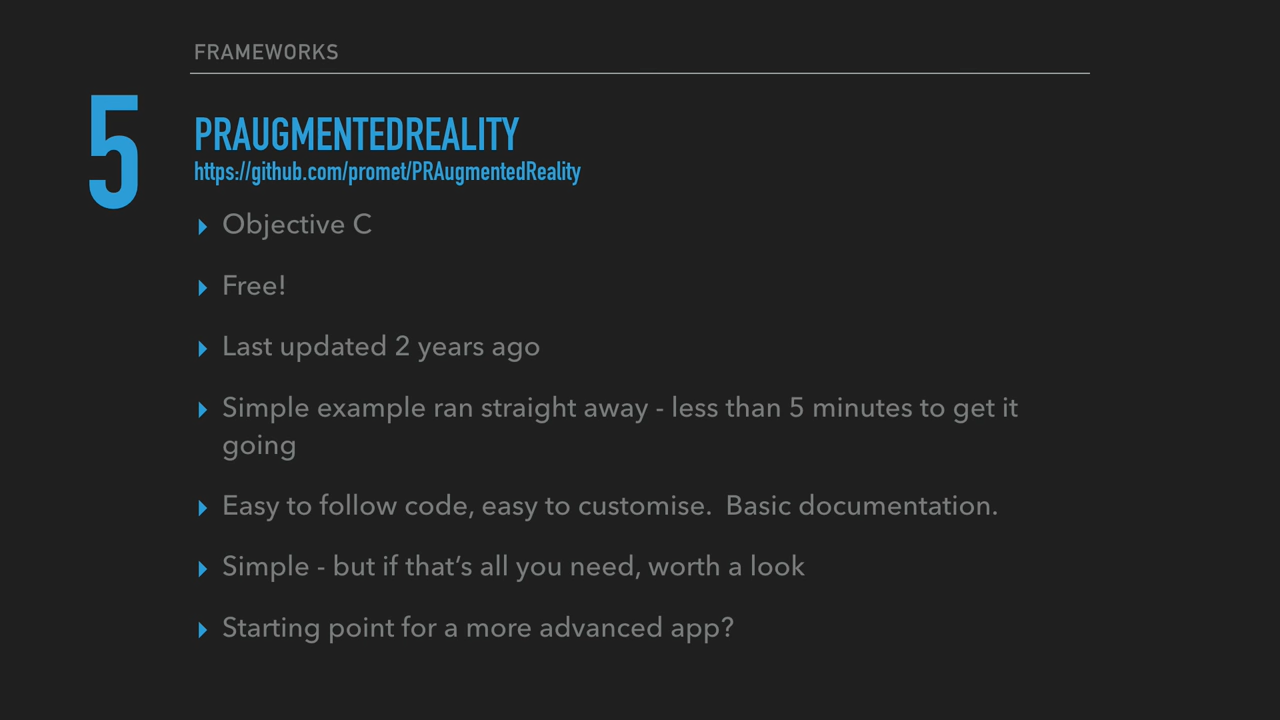 FRAMEWORKS
5
PRAUGMENTEDREALITY
https://github.com/promet/PRAugmentedReality
▸ Objective C
▸ Free!
▸ Last updated 2 years ago
▸ Simple example ran straight away - less than 5 minutes to get it
going
▸ Easy to follow code, easy to customise.  Basic documentation.
▸ Simple - but if that’s all you need, worth a look
▸ Starting point for a more advanced app?